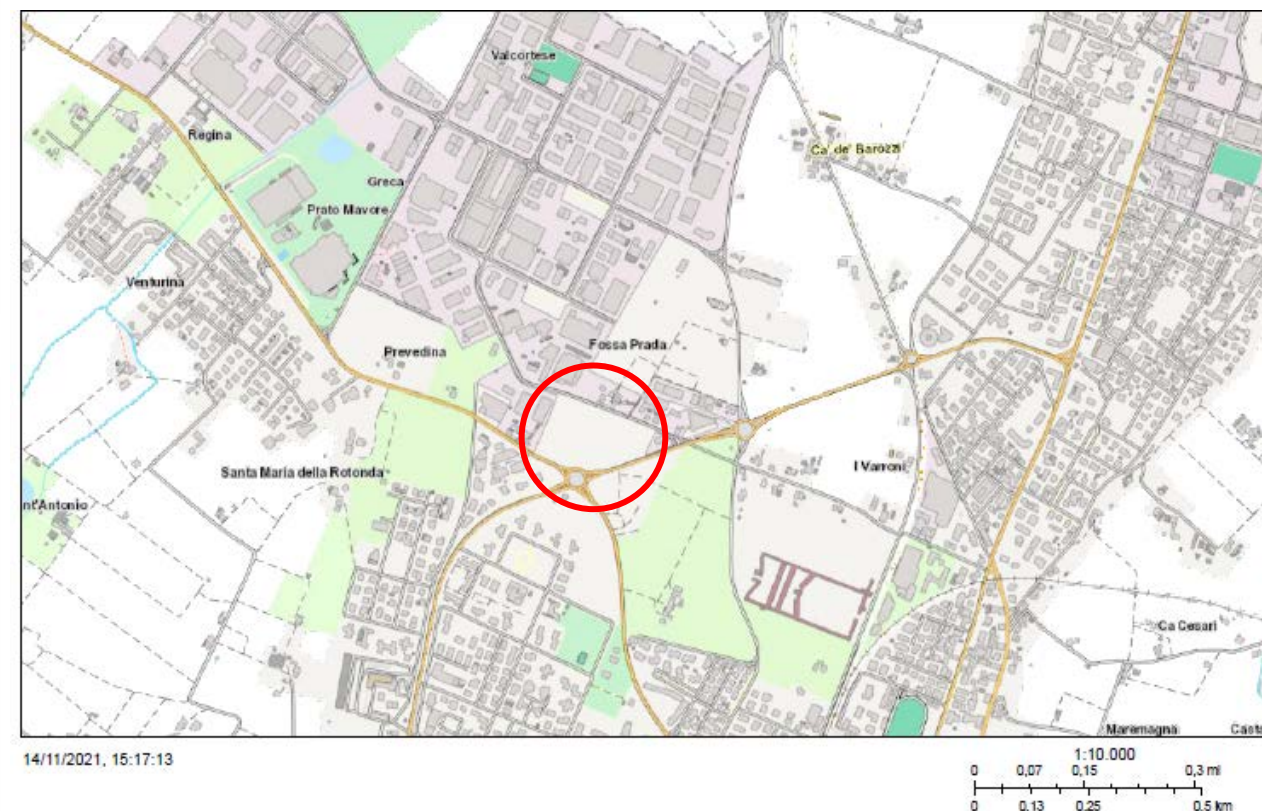 Valcortese
Regina
Ca' de' Barozzi
Greca
Prato Mavore
Venturina
Fossa Prada
Prevedina
Santa Maria della Rotonda
I Varroni
nt'Antonio
Ca Cesari
Maremagna
Casta
14/11/2021, 15:17:13
1:10.000
0 0,07 0,15 0,3 mi
0 0,13 0,25 0,5 km